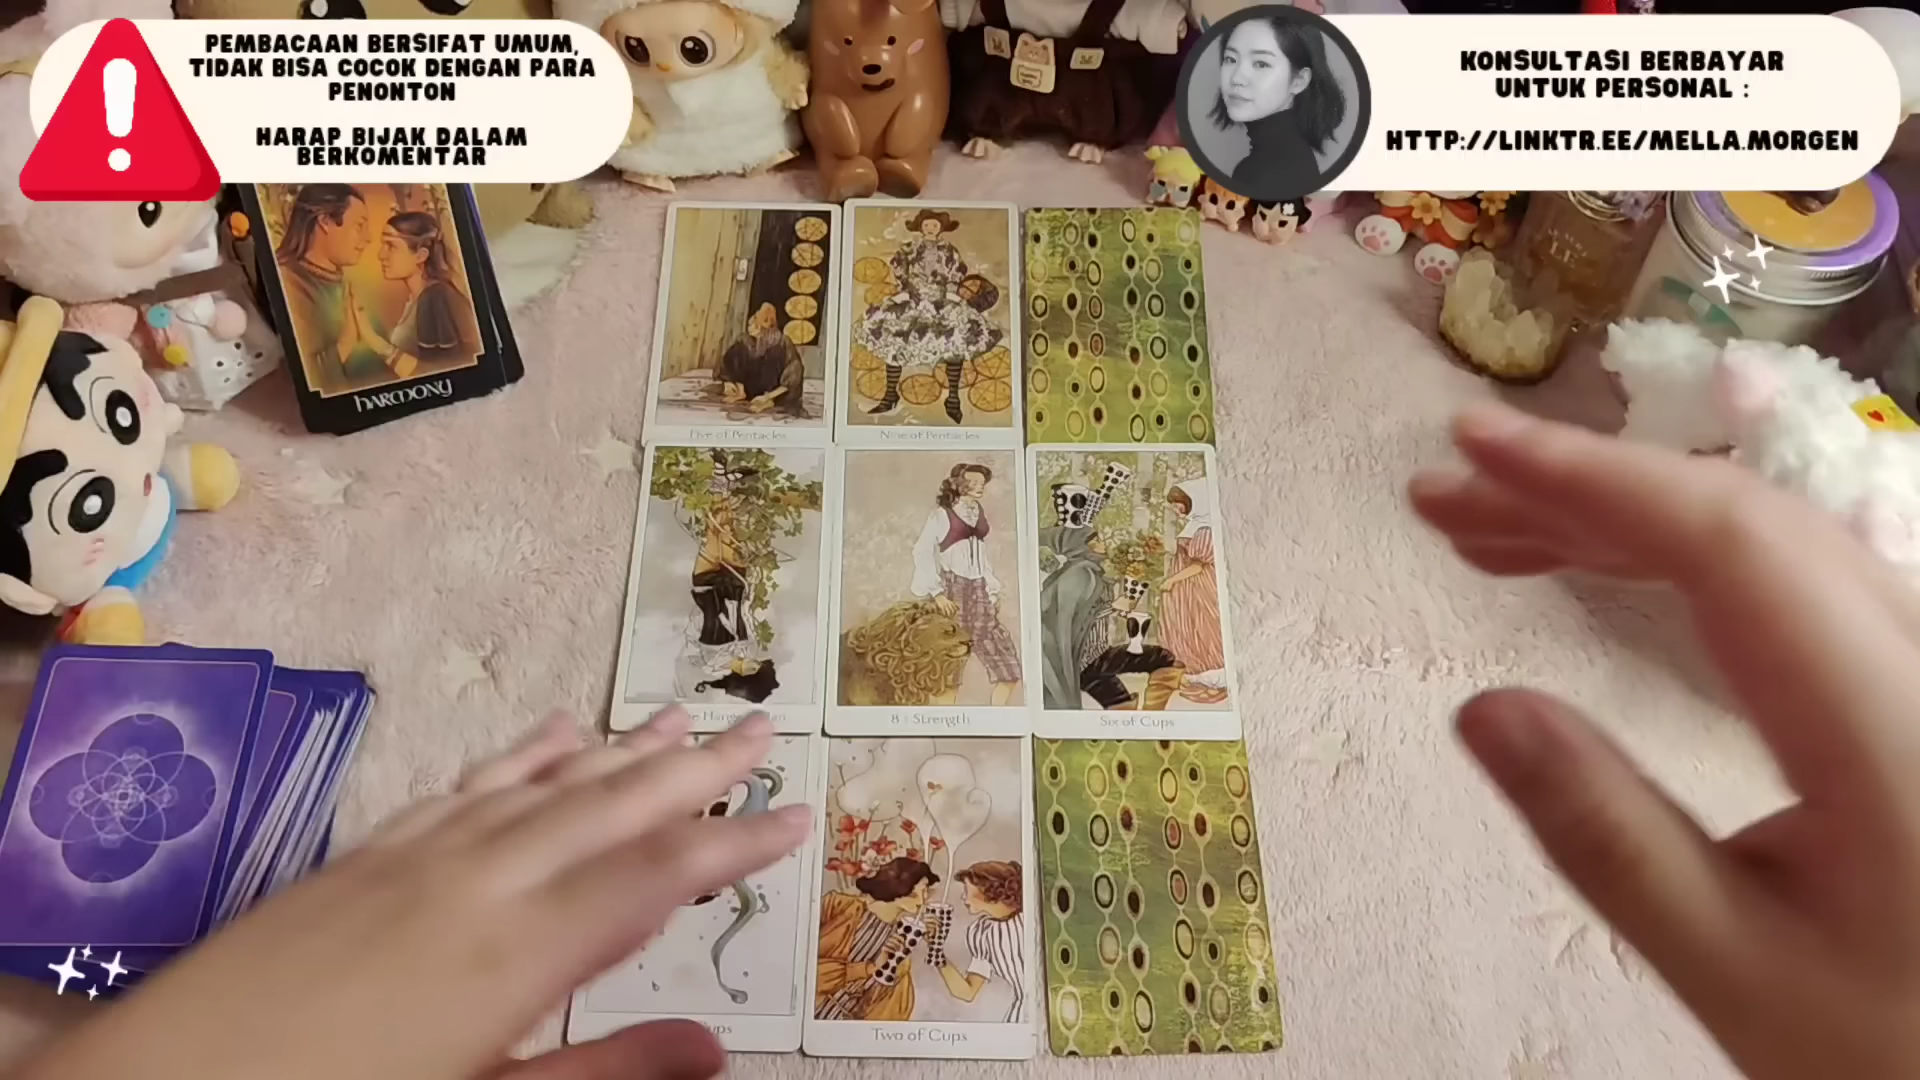 PEMBACAAN BERSIFAT UMUM,
TIDAK BISA COCOK DENGAN PARA
PENONTON
HARAP BIJAK DALAM
BERKOMENTAR
KONSULTASI BERBAYAR
UNTUK PERSONAL :
HTTP://LINKTR.EE/MELLA.MORGEN
HARMONY
Five of Pentacles
Nine of Pentacles
8 : Strength
Six of Cups
Cups
Two of Cups